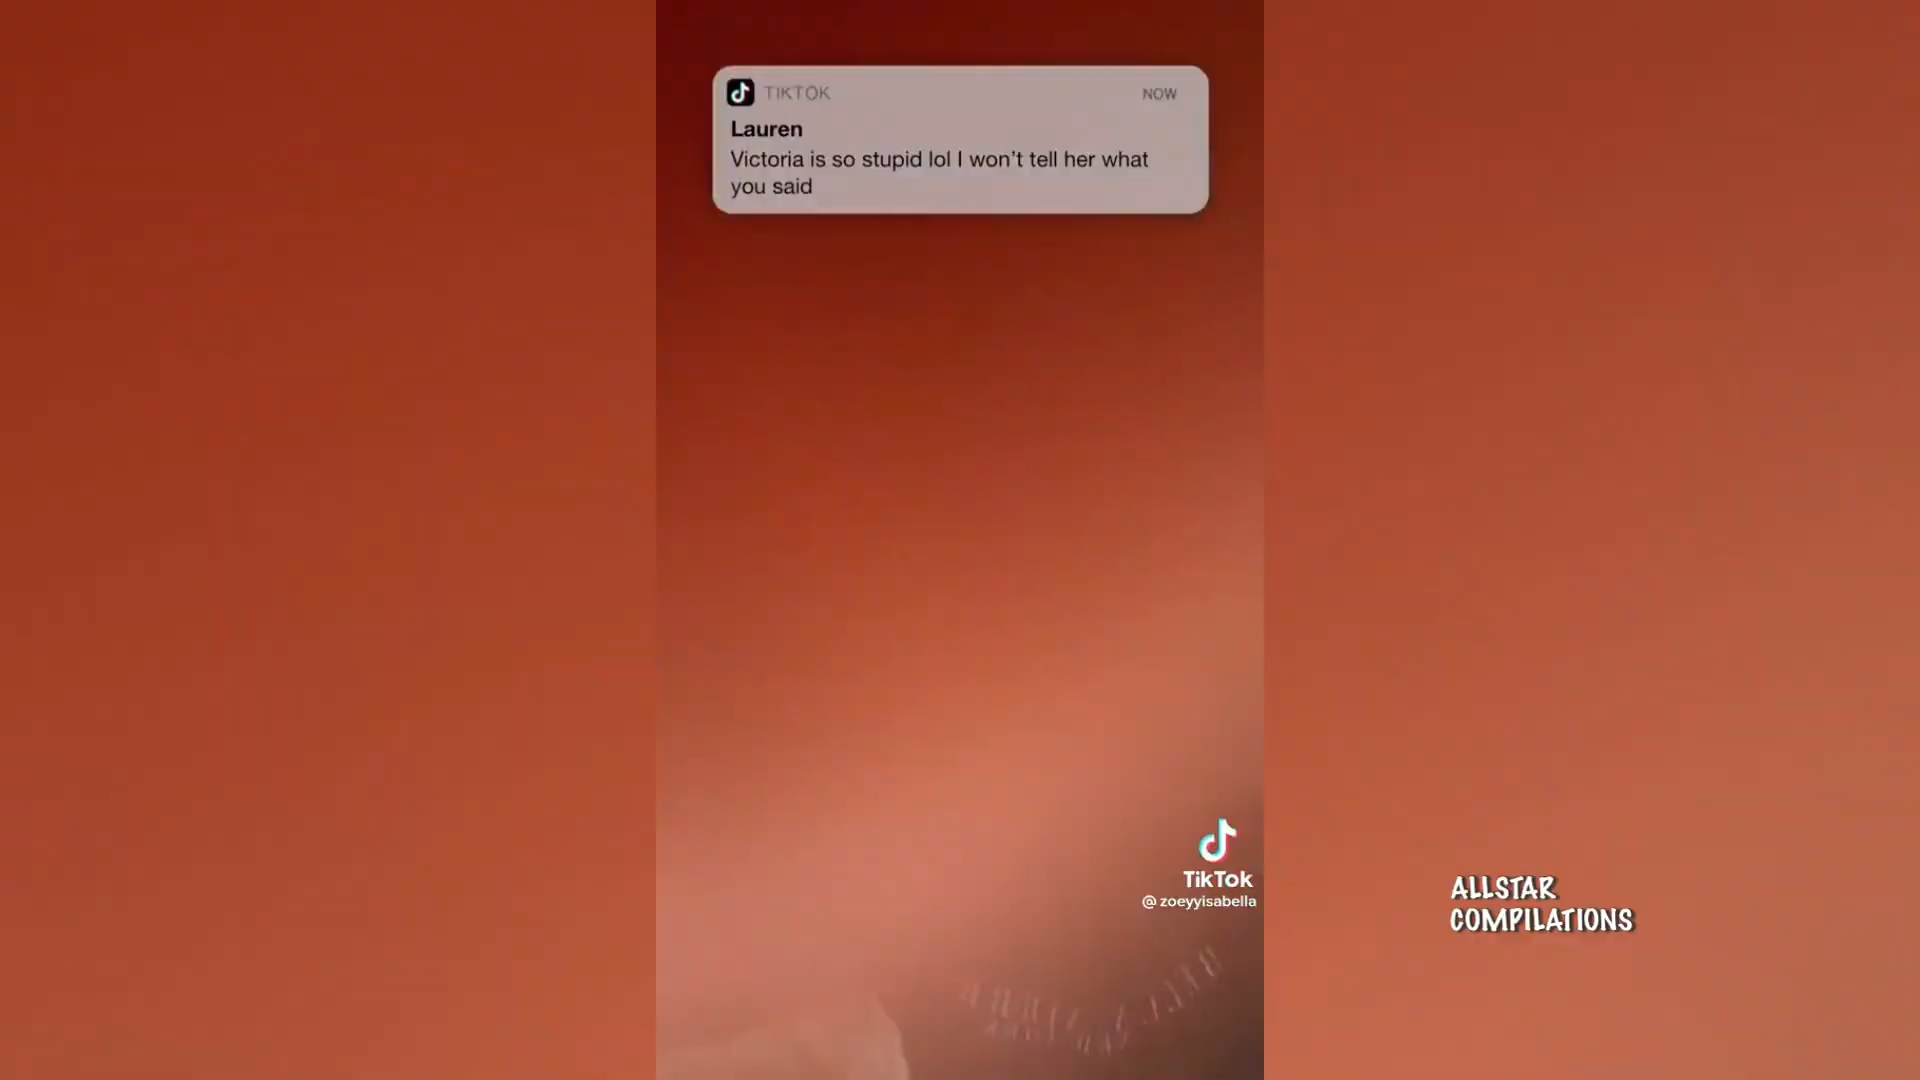 TIKTOK
NOW
Lauren
Victoria is so stupid lol I won't tell her what
you said
TikTok
@ zoeyyisabella
ALLSTAR
COMPILATIONS